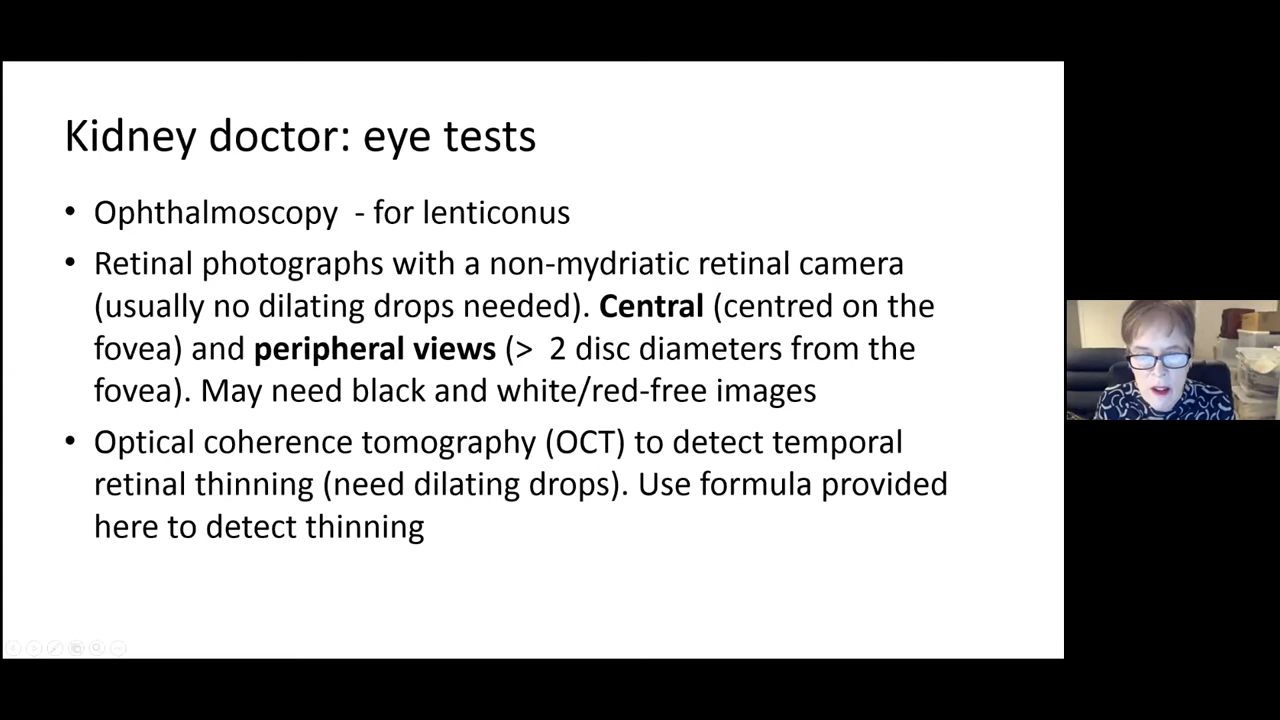 Kidney doctor: eye tests
• Ophthalmoscopy - for lenticonus
• Retinal photographs with a non-mydriatic retinal camera
(usually no dilating drops needed). Central (centred on the
fovea) and peripheral views (> 2 disc diameters from the
fovea). May need black and white/red-free images
• Optical coherence tomography (OCT) to detect temporal
retinal thinning (need dilating drops). Use formula provided
here to detect thinning